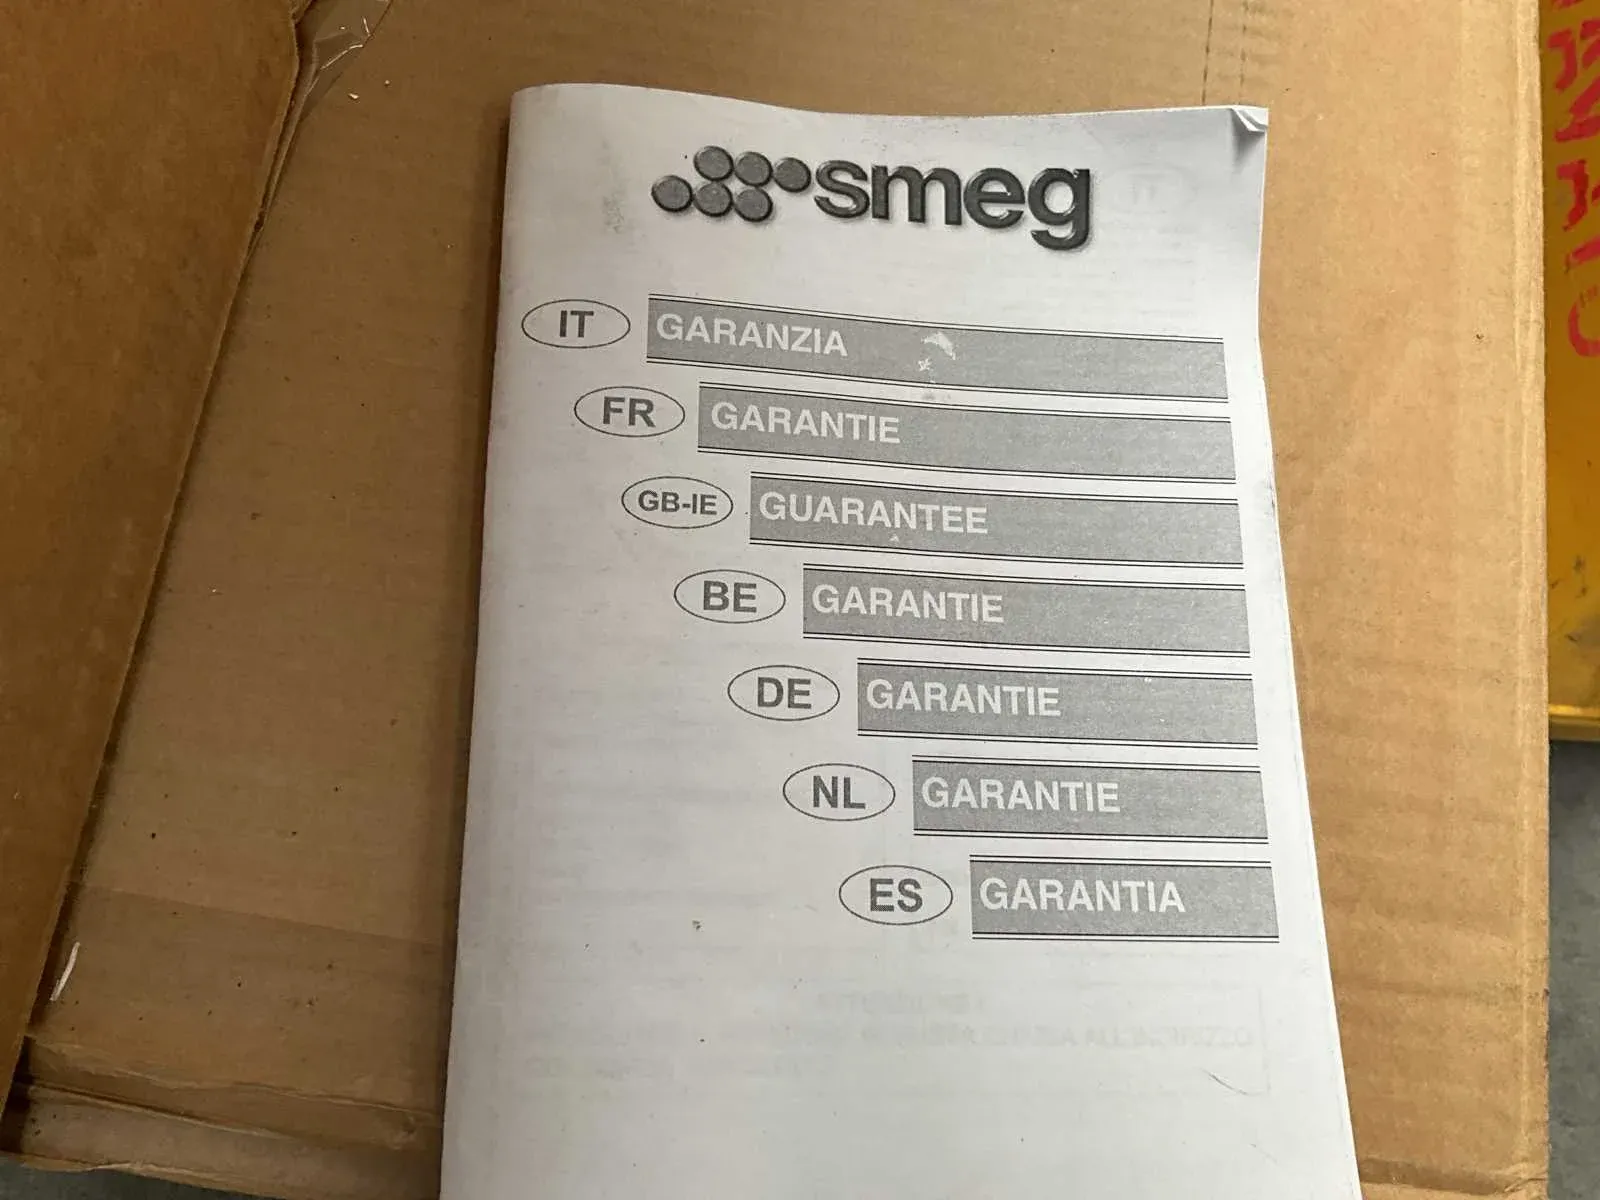 smeg
IT GARANZIA
FR GARANTIE
GB-IE GUARANTEE
BE GARANTIE
DE GARANTIE
NL GARANTIE
ES GARANTIA